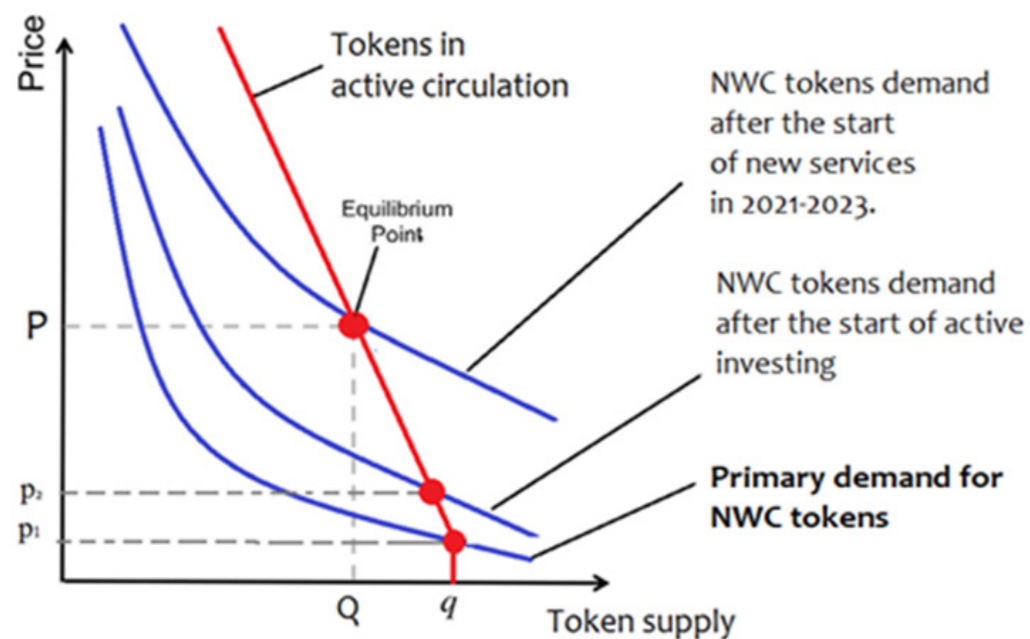 Price
Tokens in
active circulation
NWC tokens demand
after the start
of new services
in 2021-2023.
Equilibrium
Point
NWC tokens demand
after the start of active
investing
P
Primary demand for
NWC tokens
p2
p1
Q
q
Token supply